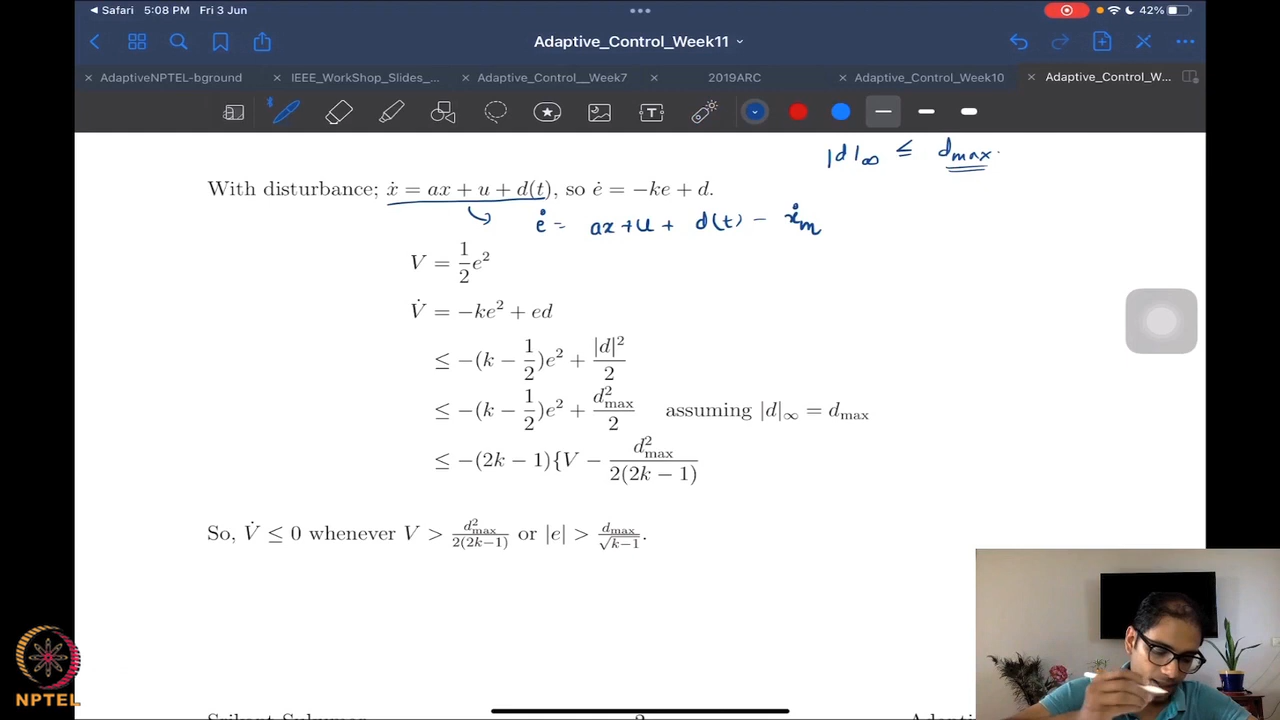 Safari 5:08 PM Fri 3 Jun 42%
Adaptive_Control_Week11
AdaptiveNPTEL-bground IEEE_WorkShop_Slides_... Adaptive_Control__Week7 2019ARC Adaptive_Control_Week10 Adaptive_Control_W...
|d|∞ ≤ dmax.
With disturbance; ẋ = ax + u + d(t), so ė = −ke + d.
ė = ax + u + d(t) − ẋm
V = 1/2 e²
V̇ = −ke² + ed
≤ −(k − 1/2)e² + |d|²/2
≤ −(k − 1/2)e² + d²max/2 assuming |d|∞ = dmax
≤ −(2k − 1){V − d²max/2(2k − 1)
So, V̇ ≤ 0 whenever V > d²max/2(2k−1) or |e| > dmax/√k−1.
NPTEL